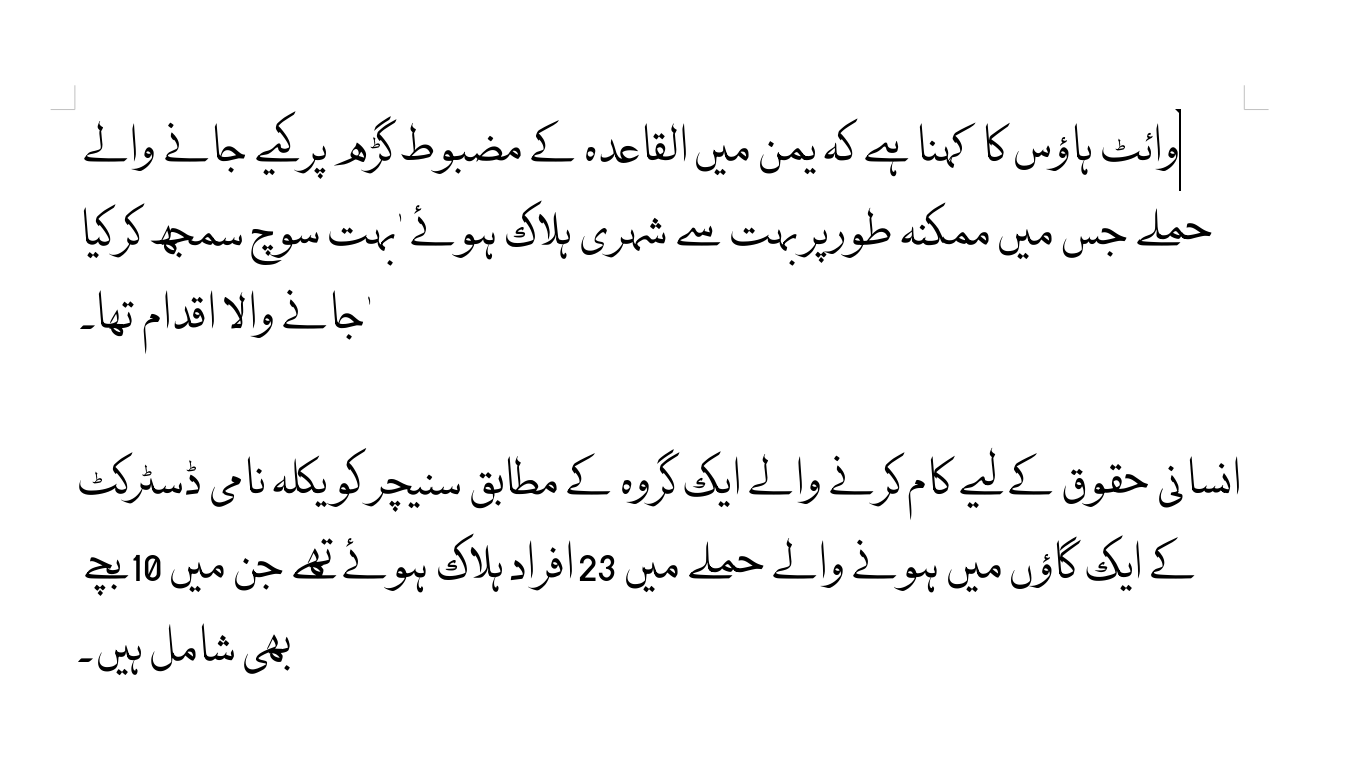 وائٹ ہاؤس کا کہنا ہے کہ یمن میں القاعدہ کے مضبوط گڑھ پر کیے جانے والے
حملے جس میں ممکنہ طور پر بہت سے شہری ہلاک ہوئے 'بہت سوچ سمجھ کر کیا
جانے والا اقدام تھا۔'
انسانی حقوق کے لیے کام کرنے والے ایک گروہ کے مطابق سنیچر کو یکلہ نامی ڈسٹرکٹ
کے ایک گاؤں میں ہونے والے حملے میں 23 افراد ہلاک ہوئے تھے جن میں 10 بچے
بھی شامل ہیں۔